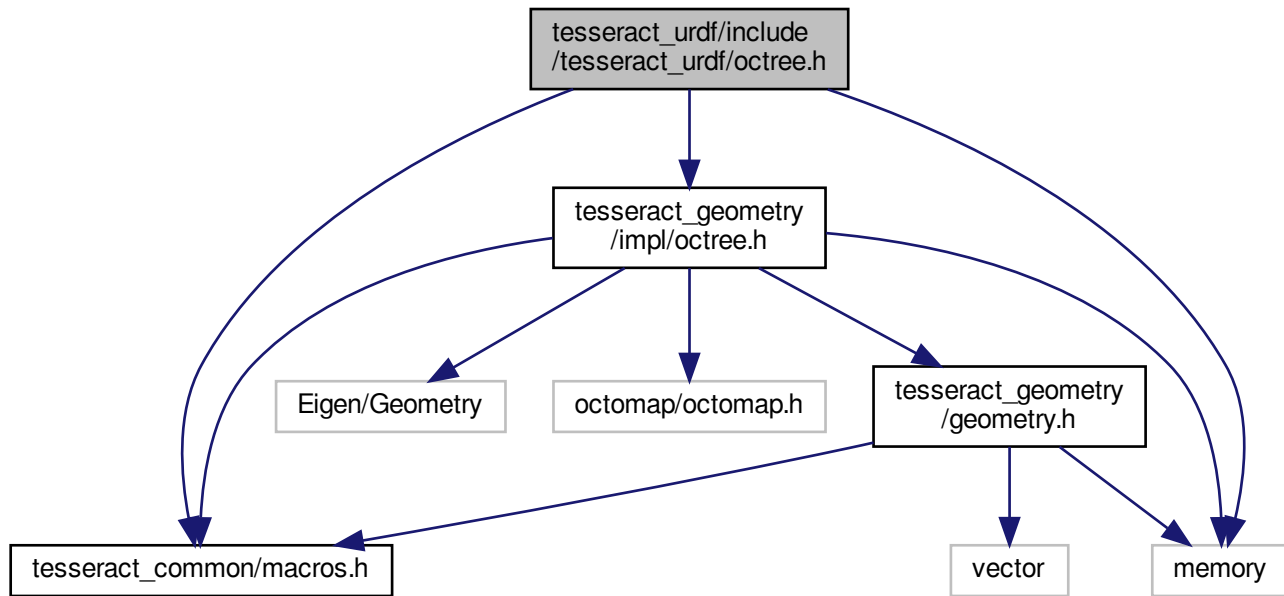 tesseract_urdf/include
/tesseract_urdf/octree.h
tesseract_geometry
/impl/octree.h
Eigen/Geometry
octomap/octomap.h
tesseract_geometry
/geometry.h
tesseract_common/macros.h
vector
memory